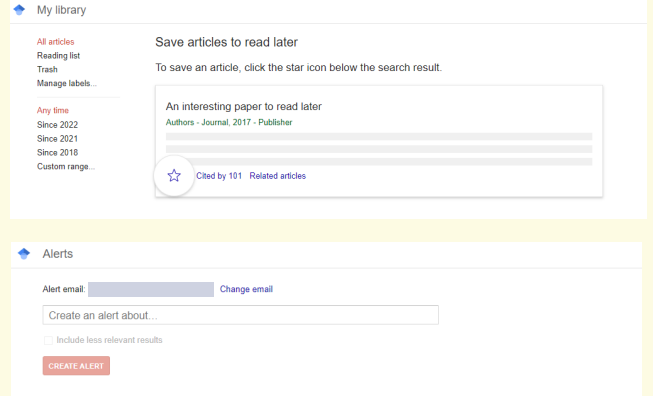 My library
All articles
Reading list
Trash
Manage labels...
Any time
Since 2022
Since 2021
Since 2018
Custom range...
Save articles to read later
To save an article, click the star icon below the search result.
An interesting paper to read later
Authors - Journal, 2017 - Publisher
Cited by 101 Related articles
Alerts
Alert email: Change email
Create an alert about...
Include less relevant results
CREATE ALERT